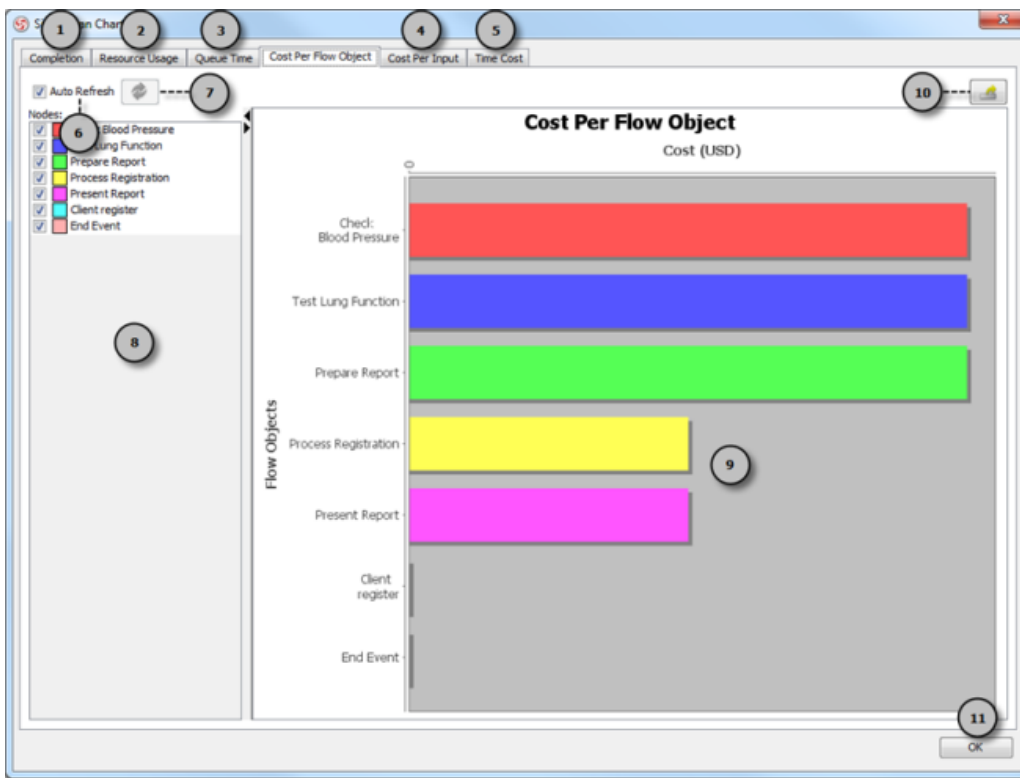 1
2
3
4
5
Completion
Resource Usage
Queue Time
Cost Per Flow Object
Cost Per Input
Time Cost
Auto Refresh
7
10
Nodes:
6
Blood Pressure
Lung Function
Prepare Report
Process Registration
Present Report
Client register
End Event
8
Cost Per Flow Object
Cost (USD)
0
Flow Objects
Checl:
Blood Pressure
Test Lung Function
Prepare Report
Process Registration
9
Present Report
Client
register
End Event
11
OK